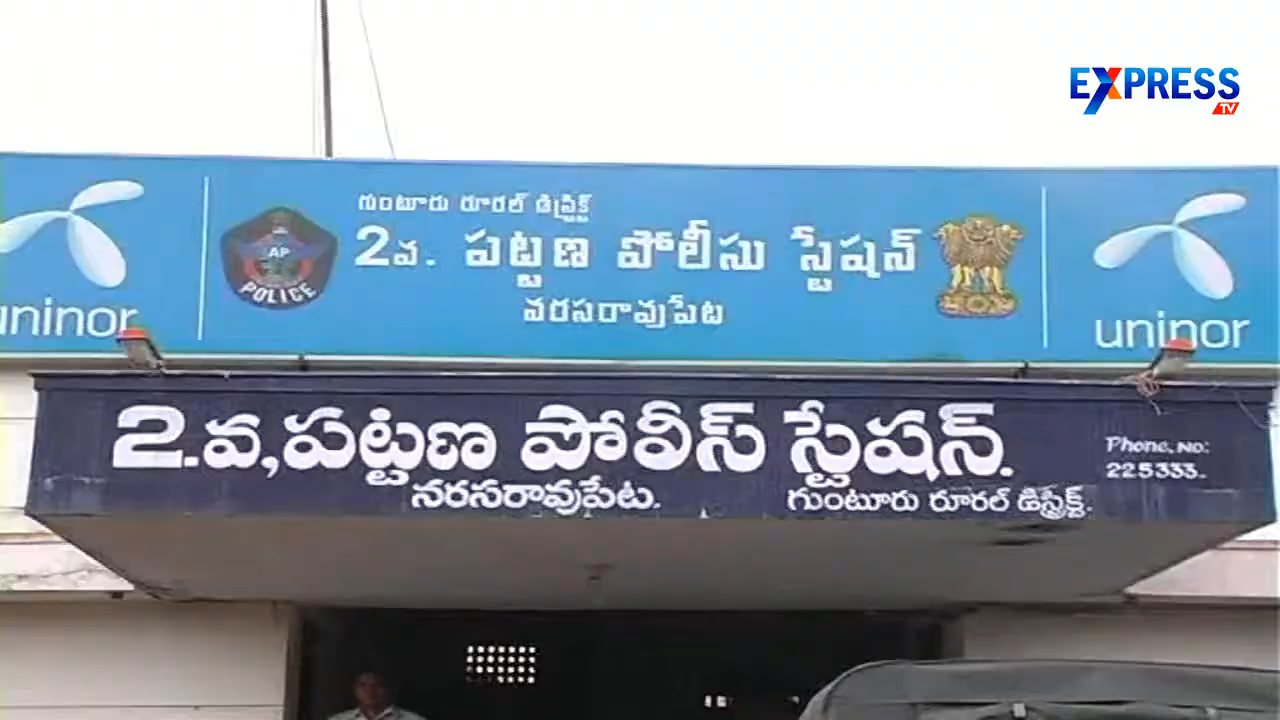 EXPRESS
TV
గుంటూరు రూరల్ డిస్ట్రిక్ట్
2వ. పట్టణ పోలీసు స్టేషన్
నరసరావుపేట
AP
POLICE
uninor
uninor
2.వ,పట్టణ పోలీస్ స్టేషన్.
నరసరావుపేట.
గుంటూరు రూరల్ డిస్ట్రిక్ట్.
Phone, NO:
225333.